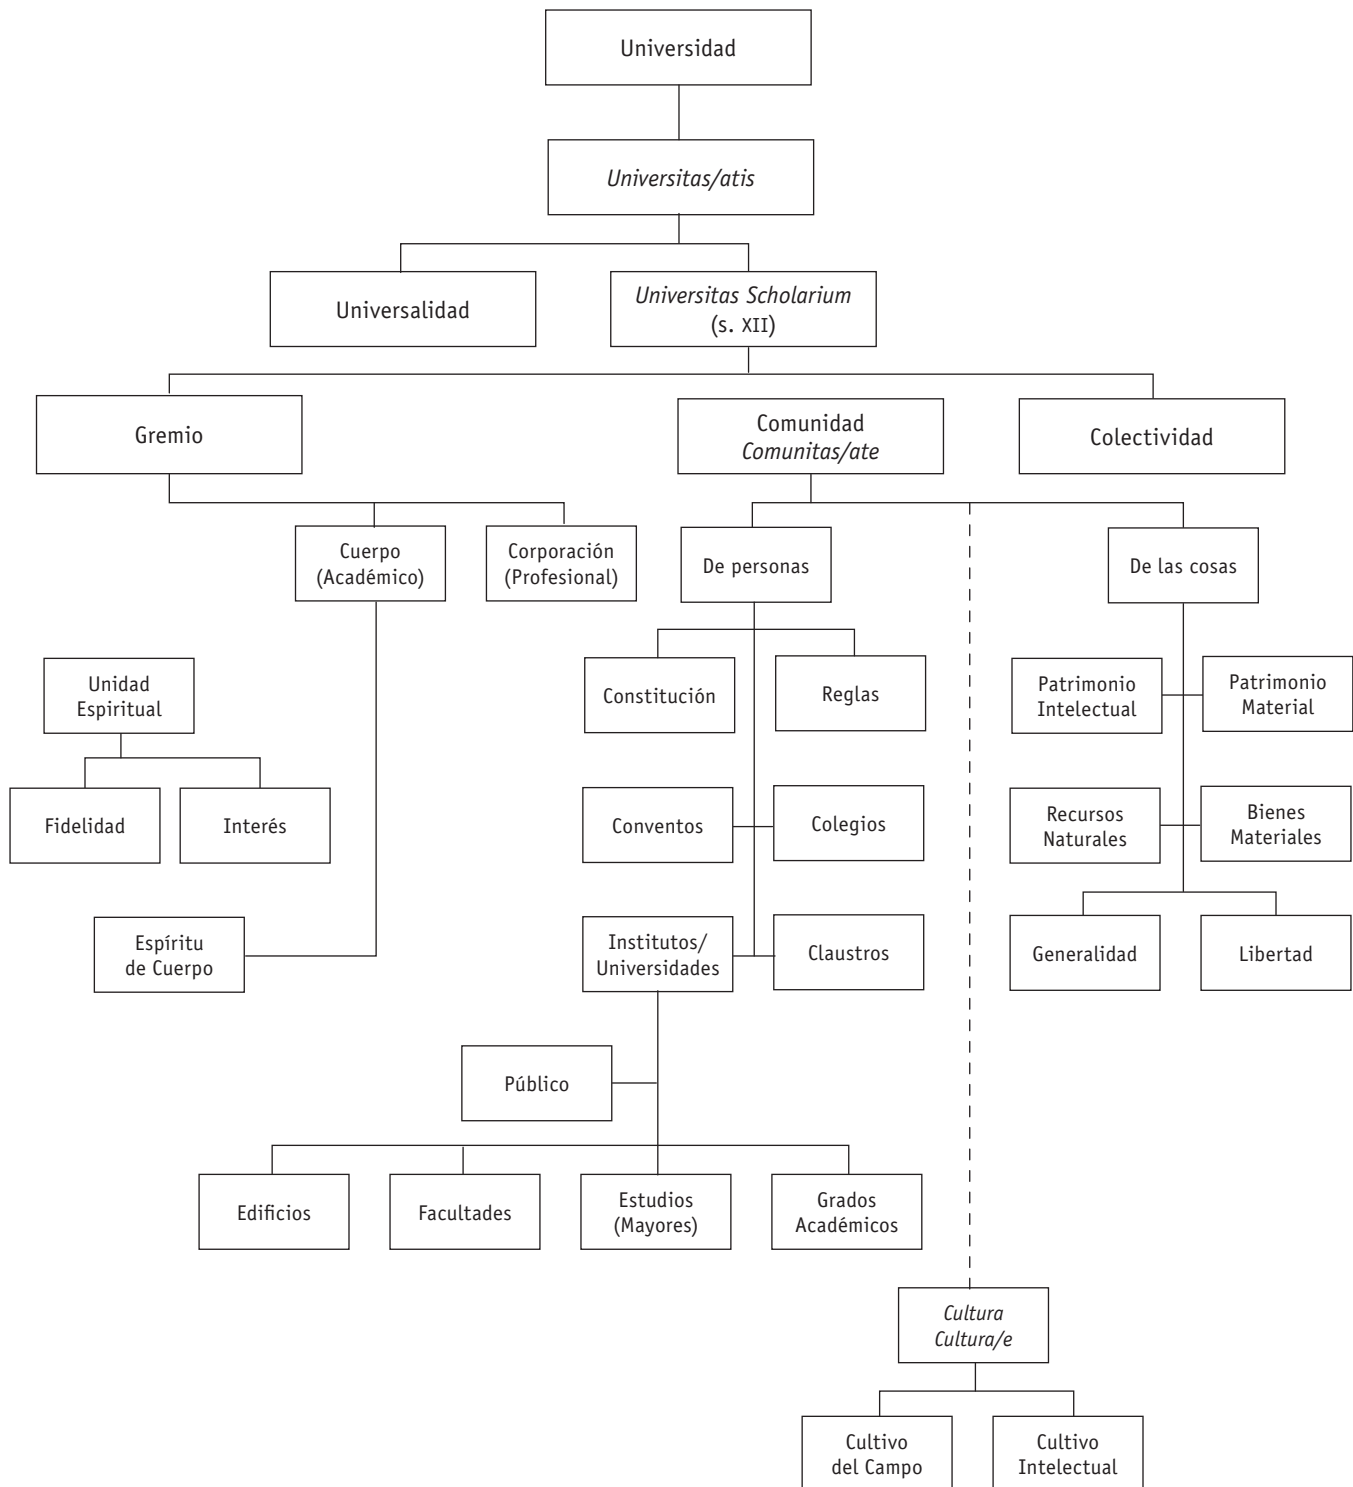 Universidad
Universitas/atis
Universalidad
Universitas Scholarium
(s. XII)
Gremio
Comunidad
Comunitas/ate
Colectividad
Cuerpo
(Académico)
Corporación
(Profesional)
De personas
De las cosas
Unidad
Espiritual
Constitución
Reglas
Patrimonio
Intelectual
Patrimonio
Material
Fidelidad
Interés
Conventos
Colegios
Recursos
Naturales
Bienes
Materiales
Espíritu
de Cuerpo
Institutos/
Universidades
Claustros
Generalidad
Libertad
Público
Edificios
Facultades
Estudios
(Mayores)
Grados
Académicos
Cultura
Cultura/e
Cultivo
del Campo
Cultivo
Intelectual